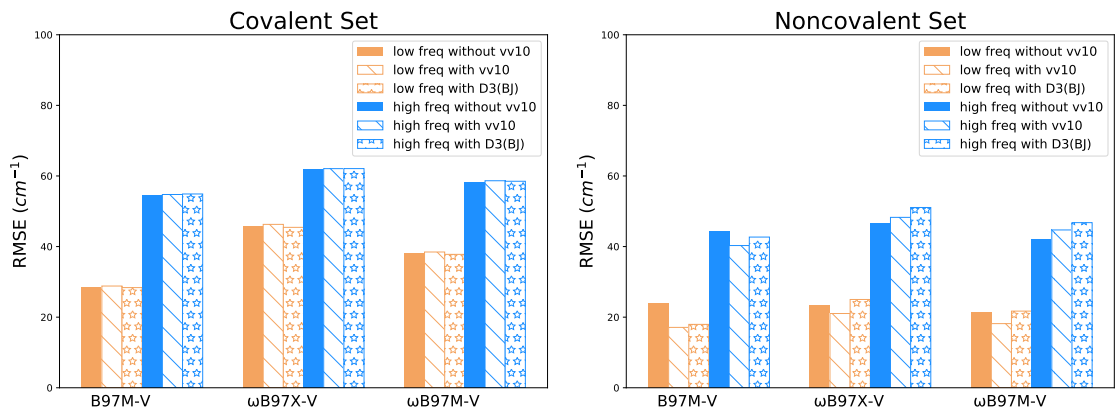 Covalent Set
100
80
60
40
20
0
RMSE (cm⁻¹)
low freq without vv10
low freq with vv10
low freq with D3(BJ)
high freq without vv10
high freq with vv10
high freq with D3(BJ)
B97M-V
ωB97X-V
ωB97M-V
Noncovalent Set
100
80
60
40
20
0
RMSE (cm⁻¹)
low freq without vv10
low freq with vv10
low freq with D3(BJ)
high freq without vv10
high freq with vv10
high freq with D3(BJ)
B97M-V
ωB97X-V
ωB97M-V